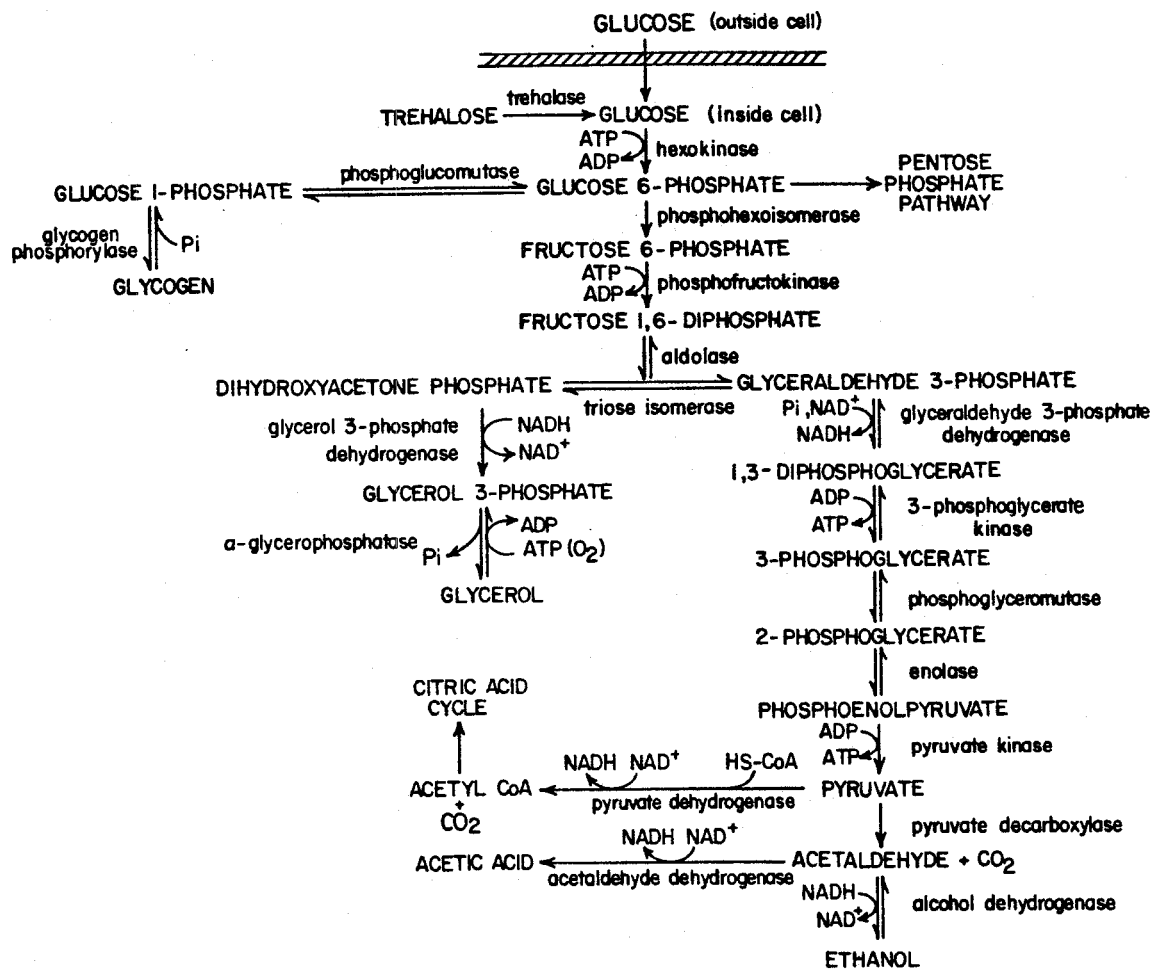 GLUCOSE (outside cell)
trehalase
TREHALOSE GLUCOSE (inside cell)
ATP
ADP
hexokinase
phosphoglucomutase
GLUCOSE 1-PHOSPHATE
GLUCOSE 6-PHOSPHATE
PENTOSE
PHOSPHATE
PATHWAY
glycogen
phosphorylase
Pi
GLYCOGEN
phosphohexoisomerase
FRUCTOSE 6-PHOSPHATE
ATP
ADP
phosphofructokinase
FRUCTOSE 1,6-DIPHOSPHATE
aldolase
DIHYDROXYACETONE PHOSPHATE
GLYCERALDEHYDE 3-PHOSPHATE
triose isomerase
glycerol 3-phosphate
dehydrogenase
NADH
NAD+
GLYCEROL 3-PHOSPHATE
α-glycerophosphatase
Pi
ADP
ATP (O2)
GLYCEROL
Pi, NAD+
NADH
glyceraldehyde 3-phosphate
dehydrogenase
1,3-DIPHOSPHOGLYCERATE
ADP
ATP
3-phosphoglycerate
kinase
3-PHOSPHOGLYCERATE
phosphoglyceromutase
2-PHOSPHOGLYCERATE
enolase
PHOSPHOENOLPYRUVATE
ADP
ATP
pyruvate kinase
CITRIC ACID
CYCLE
NADH NAD+ HS-CoA
ACETYL CoA
+
CO2
pyruvate dehydrogenase
PYRUVATE
pyruvate decarboxylase
NADH NAD+
ACETIC ACID
acetaldehyde dehydrogenase
ACETALDEHYDE + CO2
NADH
NAD+
alcohol dehydrogenase
ETHANOL